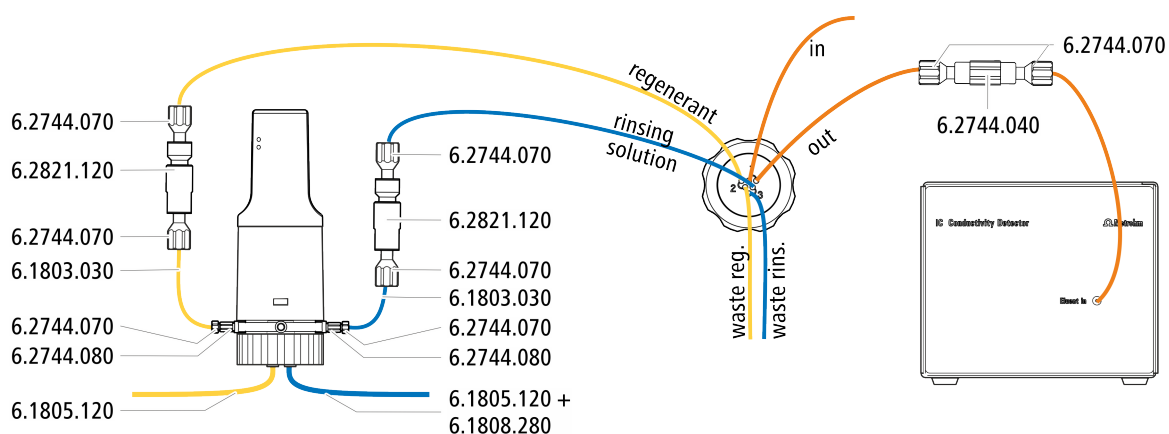 in
6.2744.070
regenerant
6.2744.070
6.2821.120
6.2744.070
6.1803.030
6.2744.070
6.2744.080
6.1805.120
rinsing
solution
6.2744.070
6.2821.120
6.2744.070
6.1803.030
6.2744.070
6.2744.080
6.1805.120 +
6.1808.280
out
6.2744.040
1
2
3
waste reg.
waste rins.
IC Conductivity Detector
Metrohm
Eluent in